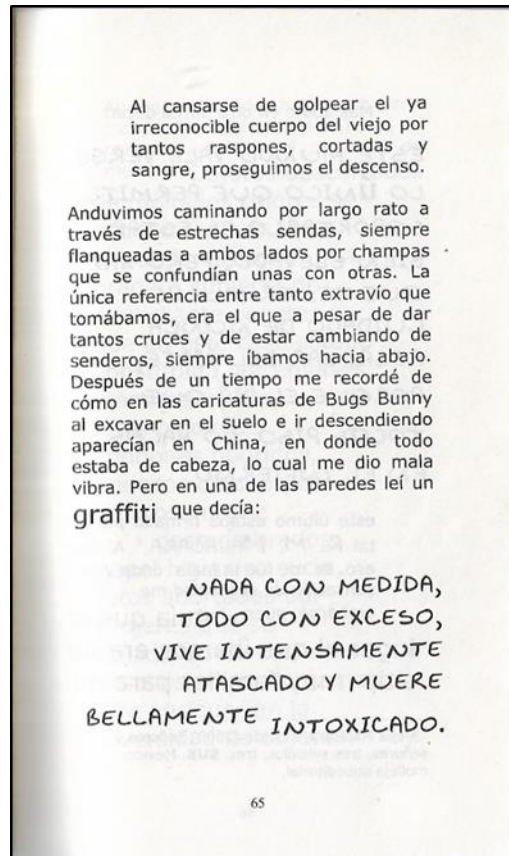 Al cansarse de golpear el ya
irreconocible cuerpo del viejo por
tantos raspones, cortadas y
sangre, proseguimos el descenso.
Anduvimos caminando por largo rato a
través de estrechas sendas, siempre
flanqueadas a ambos lados por champas
que se confundían unas con otras. La
única referencia entre tanto extravío que
tomábamos, era el que a pesar de dar
tantos cruces y de estar cambiando de
senderos, siempre íbamos hacia abajo.
Después de un tiempo me recordé de
cómo en las caricaturas de Bugs Bunny
al excavar en el suelo e ir descendiendo
aparecían en China, en donde todo
estaba de cabeza, lo cual me dio mala
vibra. Pero en una de las paredes leí un
graffiti que decía:
NADA CON MEDIDA,
TODO CON EXCESO,
VIVE INTENSAMENTE
ATASCADO Y MUERE
BELLAMENTE INTOXICADO.
65